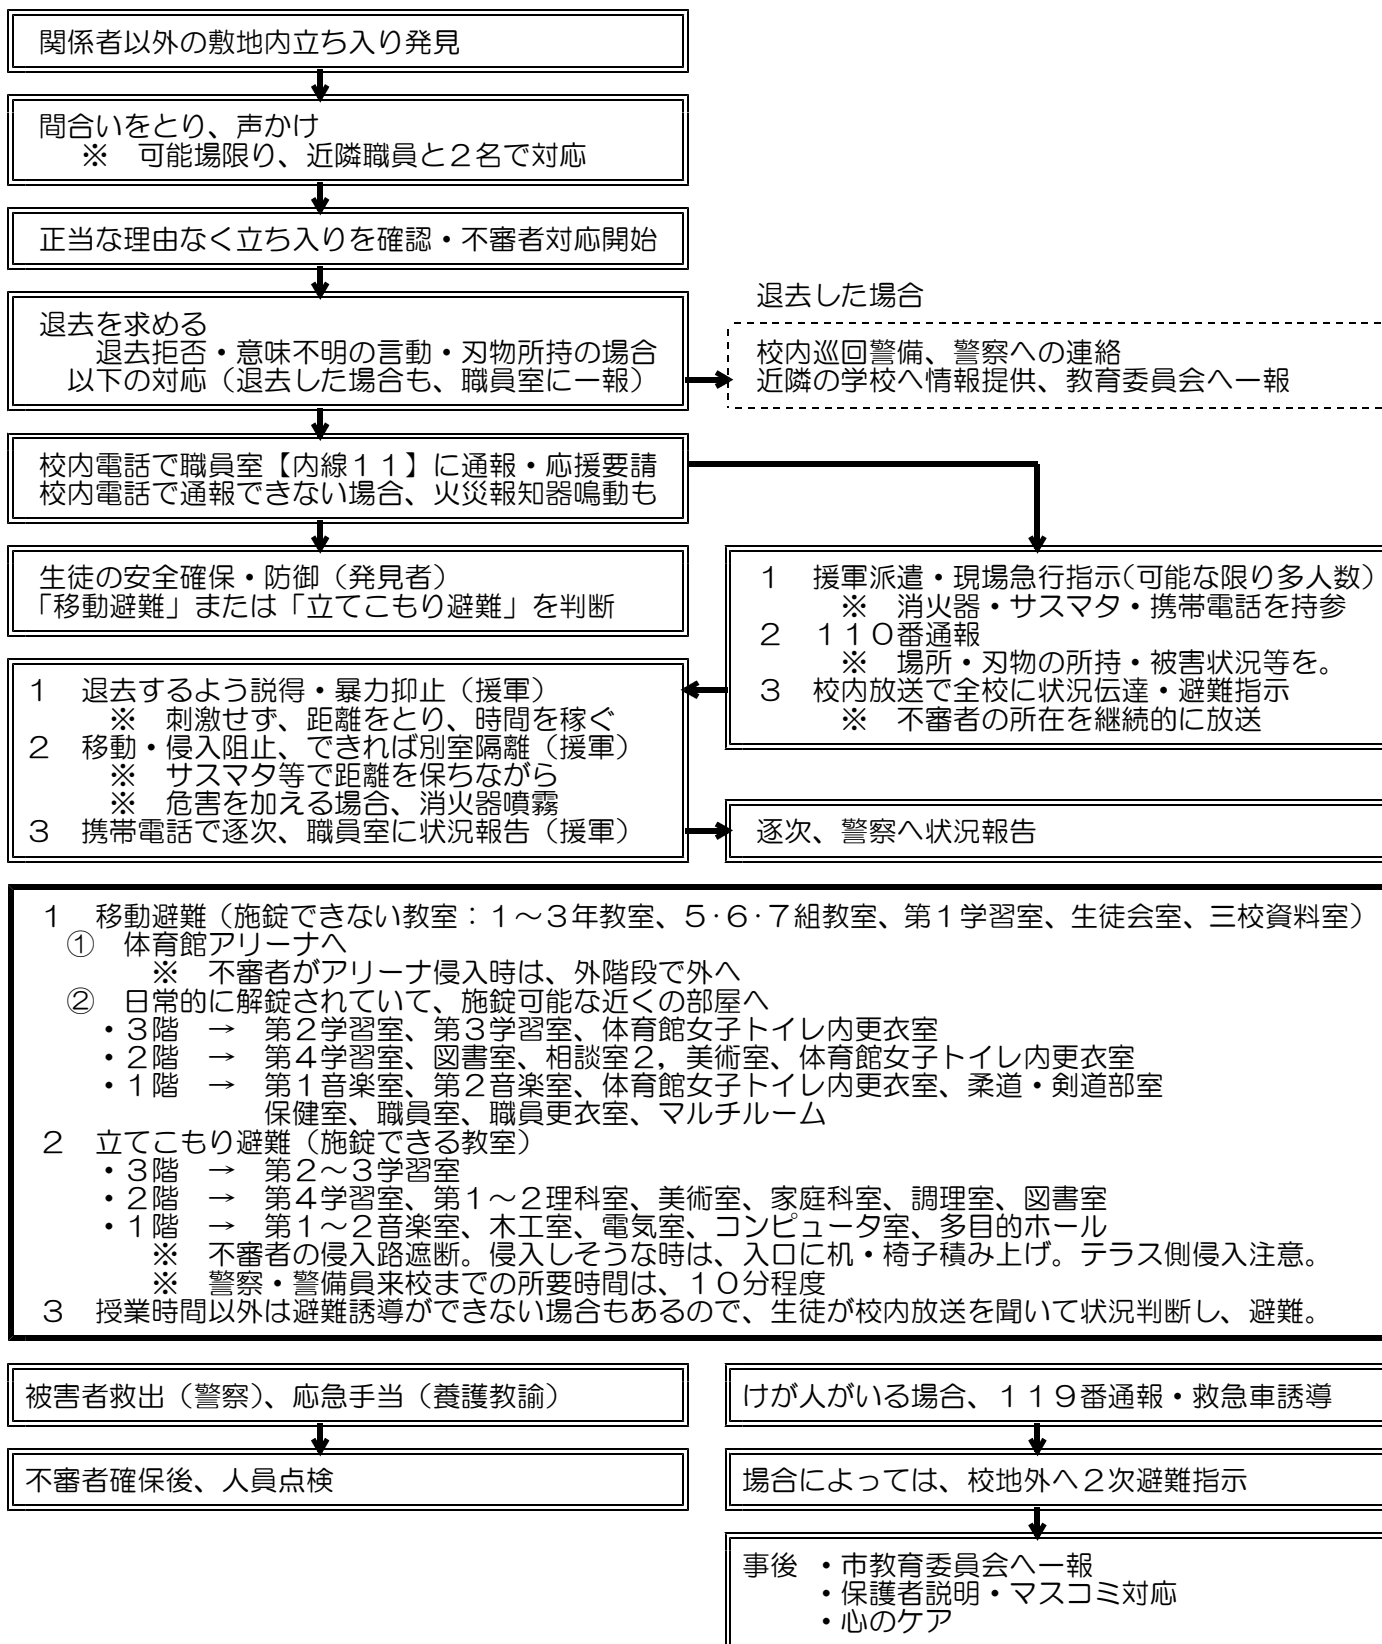 関係者以外の敷地内立ち入り発見
間合いをとり、声かけ
※　可能場限り、近隣職員と２名で対応
正当な理由なく立ち入りを確認・不審者対応開始
退去を求める
退去拒否・意味不明の言動・刃物所持の場合
以下の対応（退去した場合も、職員室に一報）
退去した場合
校内巡回警備、警察への連絡
近隣の学校へ情報提供、教育委員会へ一報
校内電話で職員室【内線１１】に通報・応援要請
校内電話で通報できない場合、火災報知器鳴動も
生徒の安全確保・防御（発見者）
「移動避難」または「立てこもり避難」を判断
１　援軍派遣・現場急行指示(可能な限り多人数)
※　消火器・サスマタ・携帯電話を持参
２　１１０番通報
※　場所・刃物の所持・被害状況等を。
３　校内放送で全校に状況伝達・避難指示
※　不審者の所在を継続的に放送
１　退去するよう説得・暴力抑止（援軍）
※　刺激せず、距離をとり、時間を稼ぐ
２　移動・侵入阻止、できれば別室隔離（援軍）
※　サスマタ等で距離を保ちながら
※　危害を加える場合、消火器噴霧
３　携帯電話で逐次、職員室に状況報告（援軍）
逐次、警察へ状況報告
１　移動避難（施錠できない教室：１～３年教室、５･６･７組教室、第１学習室、生徒会室、三校資料室）
①　体育館アリーナへ
※　不審者がアリーナ侵入時は、外階段で外へ
②　日常的に解錠されていて、施錠可能な近くの部屋へ
・３階　→　第２学習室、第３学習室、体育館女子トイレ内更衣室
・２階　→　第４学習室、図書室、相談室２，美術室、体育館女子トイレ内更衣室
・１階　→　第１音楽室、第２音楽室、体育館女子トイレ内更衣室、柔道・剣道部室
保健室、職員室、職員更衣室、マルチルーム
２　立てこもり避難（施錠できる教室）
・３階　→　第２～３学習室
・２階　→　第４学習室、第１～２理科室、美術室、家庭科室、調理室、図書室
・１階　→　第１～２音楽室、木工室、電気室、コンピュータ室、多目的ホール
※　不審者の侵入路遮断。侵入しそうな時は、入口に机・椅子積み上げ。テラス側侵入注意。
※　警察・警備員来校までの所要時間は、１０分程度
３　授業時間以外は避難誘導ができない場合もあるので、生徒が校内放送を聞いて状況判断し、避難。
被害者救出（警察）、応急手当（養護教諭）
不審者確保後、人員点検
けが人がいる場合、１１９番通報・救急車誘導
場合によっては、校地外へ２次避難指示
事後　・市教育委員会へ一報
・保護者説明・マスコミ対応
・心のケア